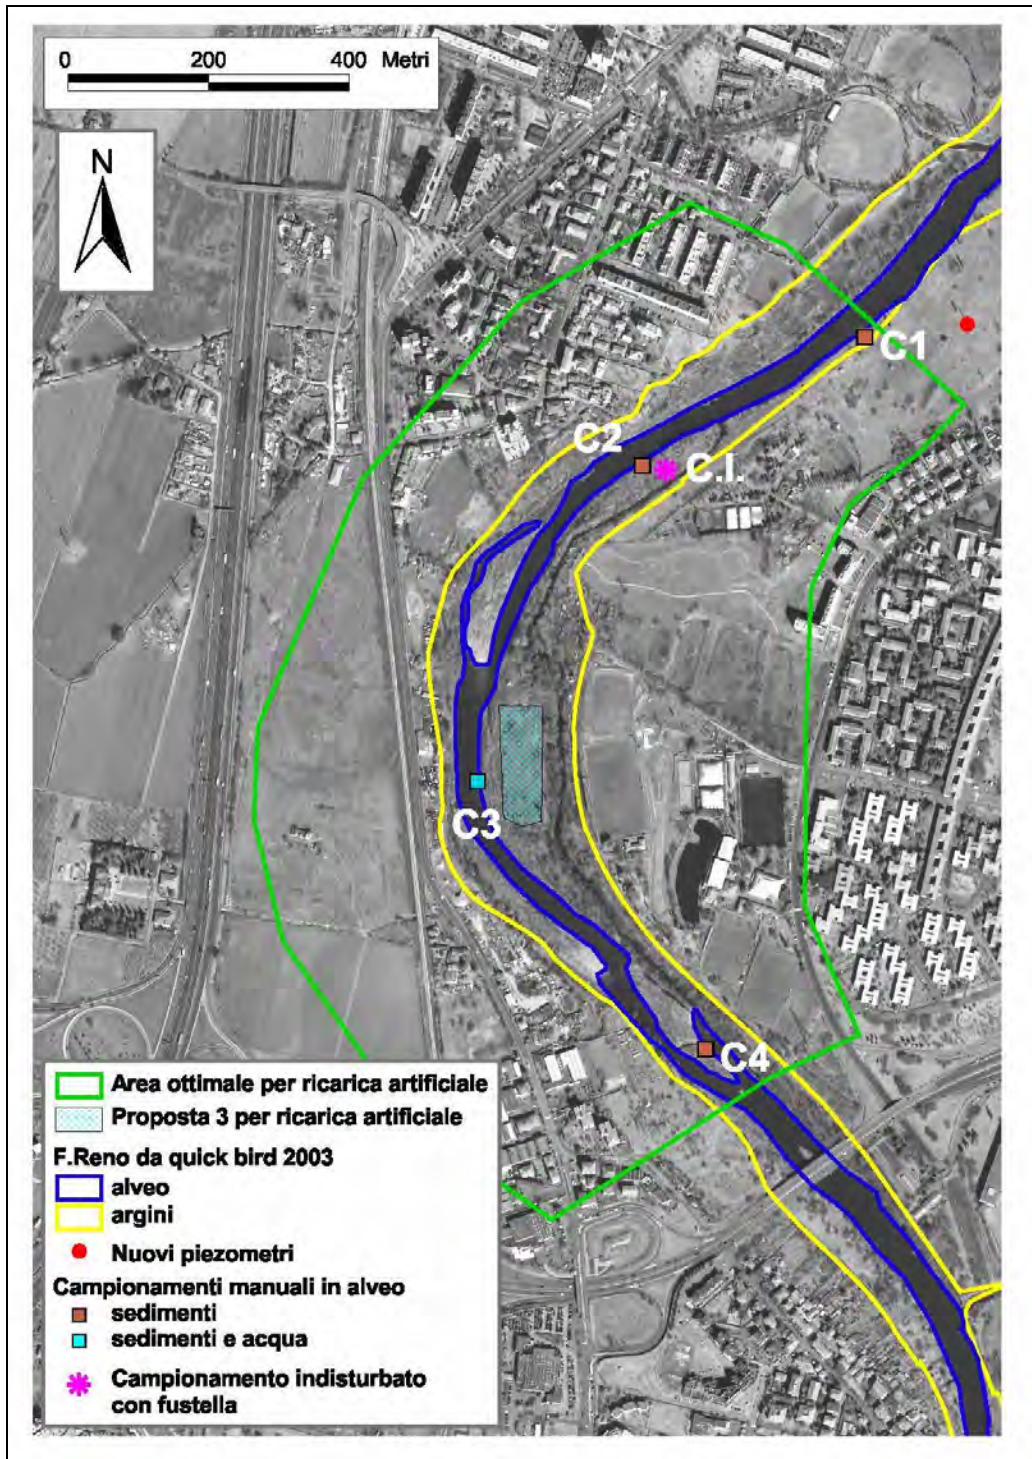 0 200 400 Metri
N
C1
C2
C.I.
C3
C4
Area ottimale per ricarica artificiale
Proposta 3 per ricarica artificiale
F.Reno da quick bird 2003
alveo
argini
Nuovi piezometri
Campionamenti manuali in alveo
sedimenti
sedimenti e acqua
Campionamento indisturbato
con fustella